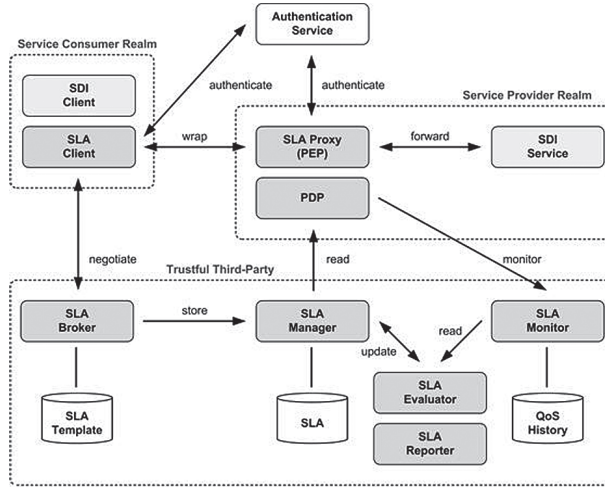 Authentication
Service
Service Consumer Realm
SDI
Client
authenticate
authenticate
Service Provider Realm
SLA
Client
wrap
SLA Proxy
(PEP)
forward
SDI
Service
PDP
negotiate
read
monitor
Trustful Third-Party
SLA
Broker
store
SLA
Manager
SLA
Monitor
update
read
SLA
Template
SLA
SLA
Evaluator
SLA
Reporter
QoS
History